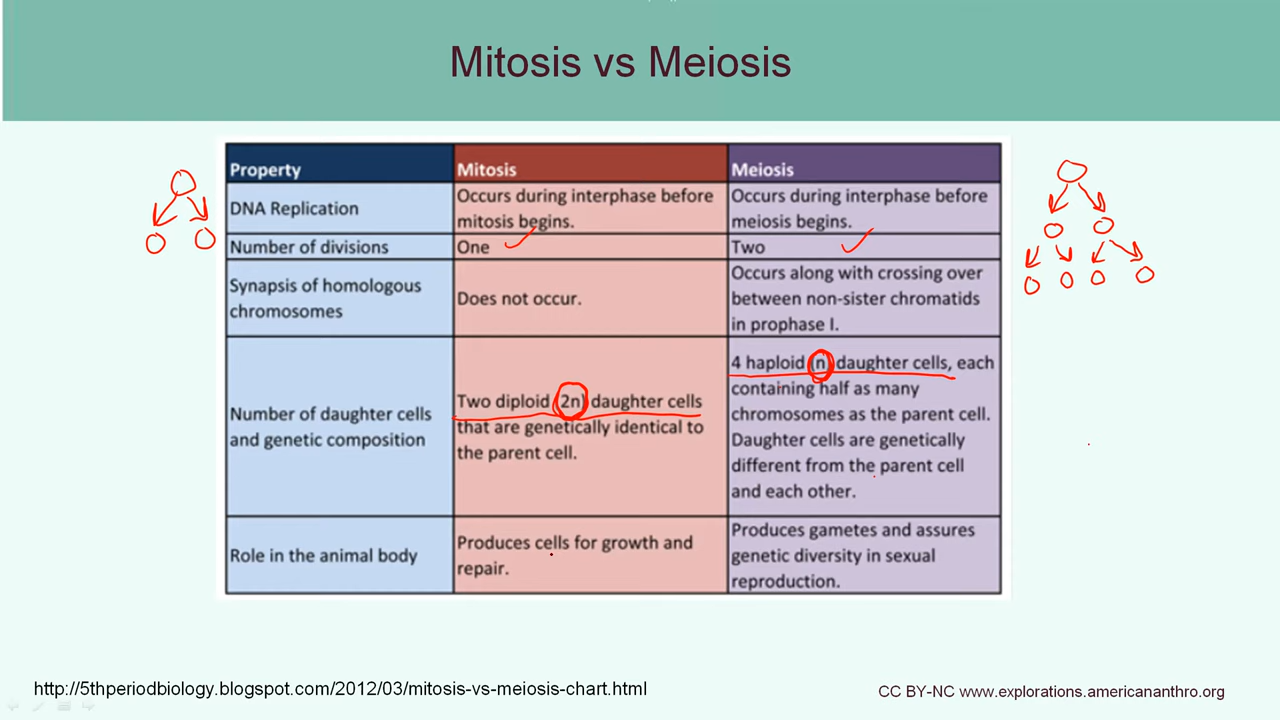 Mitosis vs Meiosis
Property
Mitosis
Meiosis
DNA Replication
Occurs during interphase before
mitosis begins.
Occurs during interphase before
meiosis begins.
Number of divisions
One
Two
Synapsis of homologous
chromosomes
Does not occur.
Occurs along with crossing over
between non-sister chromatids
in prophase I.
Number of daughter cells
and genetic composition
Two diploid (2n) daughter cells
that are genetically identical to
the parent cell.
4 haploid (n) daughter cells, each
containing half as many
chromosomes as the parent cell.
Daughter cells are genetically
different from the parent cell
and each other.
Role in the animal body
Produces cells for growth and
repair.
Produces gametes and assures
genetic diversity in sexual
reproduction.
http://5thperiodbiology.blogspot.com/2012/03/mitosis-vs-meiosis-chart.html
CC BY-NC www.explorations.americananthro.org